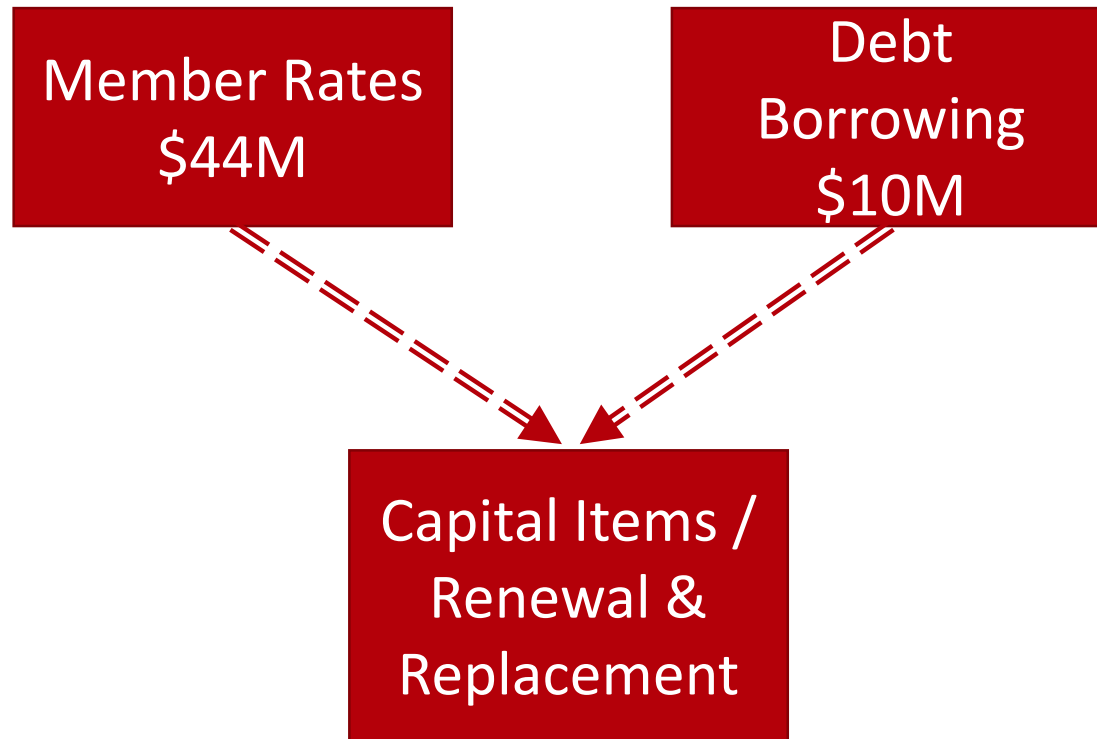 Member Rates
$44M
Debt
Borrowing
$10M
Capital Items /
Renewal &
Replacement